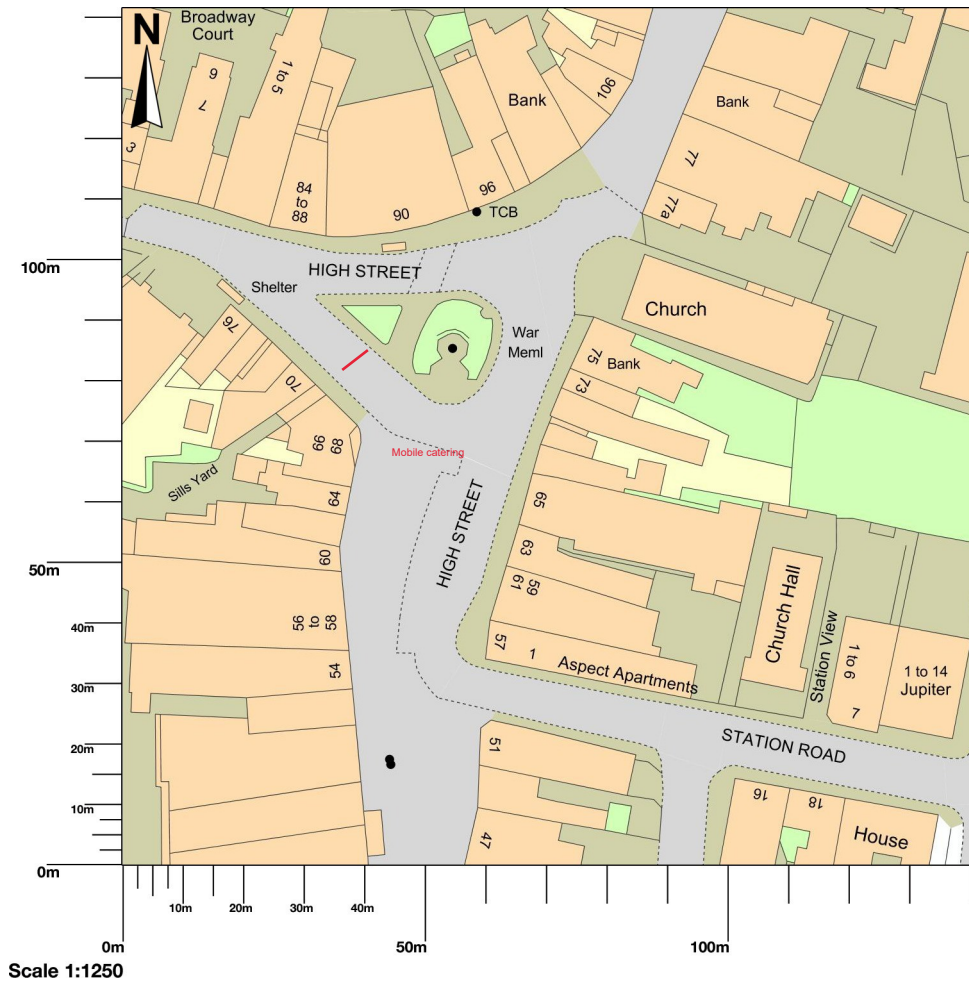 Broadway
Court
N
6
7
1 to 5
3
84
to
88
90
96
Bank
106
TCB
Bank
77
77a
100m
HIGH STREET
Shelter
War
Meml
Church
76
70
75
Bank
73
66
68
Mobile catering
Sills Yard
64
65
HIGH STREET
60
63
59
61
50m
56
to
58
40m
54
57
1
Aspect Apartments
Church Hall
Station View
1 to 6
7
1 to 14
Jupiter
30m
20m
51
STATION ROAD
10m
47
16
18
House
0m
10m
20m
30m
40m
0m
50m
100m
Scale 1:1250